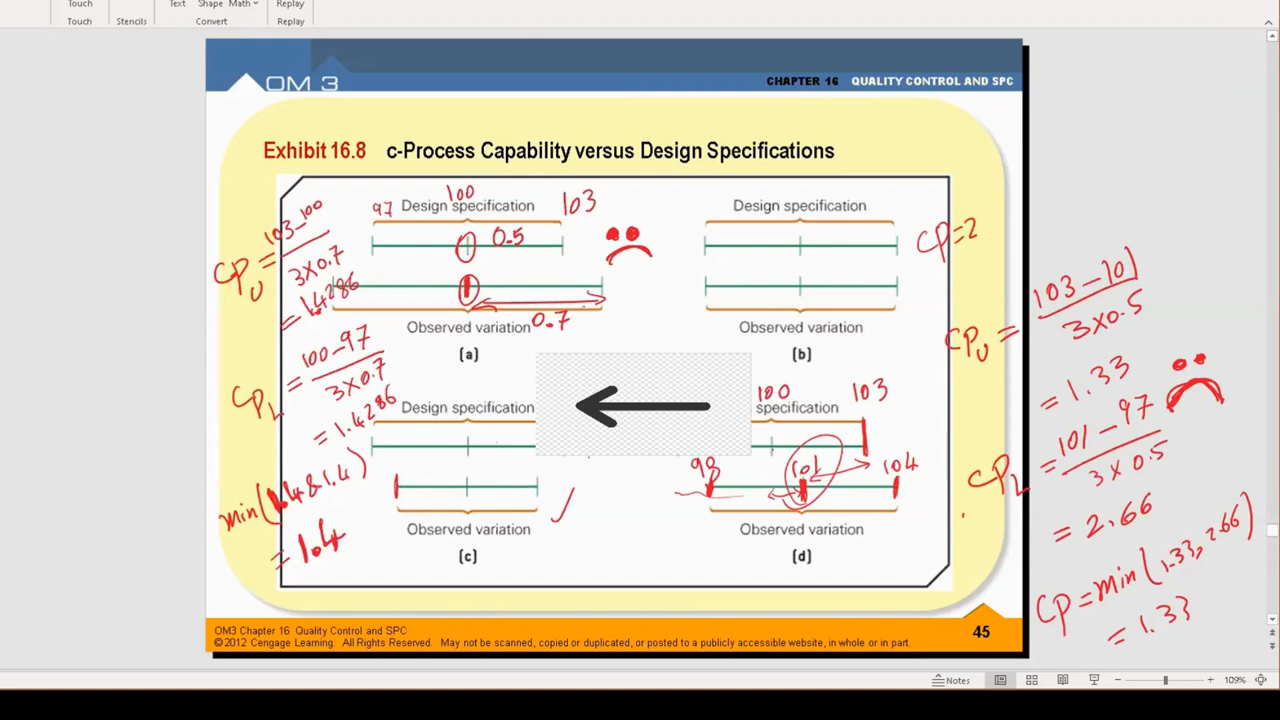 Touch
Text
Shape
Math
Replay
Touch
Stencils
Convert
Replay
OM 3
CHAPTER 16 QUALITY CONTROL AND SPC
Exhibit 16.8 c-Process Capability versus Design Specifications
97
100
103
Design specification
0.5
Observed variation
0.7
(a)
CPU = 103-100
3×0.7
= 1.4286
CPL = 100-97
3×0.7
= 1.4286
min(1.4&1.4)
= 1.4
Design specification
CP=2
Observed variation
(b)
Design specification
Observed variation
(c)
100
103
specification
98
101
104
Observed variation
(d)
CPU = 103-101
3×0.5
= 1.33
CPL = 101-97
3×0.5
= 2.66
CP=min(1.33, 2.66)
= 1.33
OM3 Chapter 16 Quality Control and SPC
©2012 Cengage Learning. All Rights Reserved. May not be scanned, copied or duplicated, or posted to a publicly accessible website, in whole or in part.
45
Notes
109%